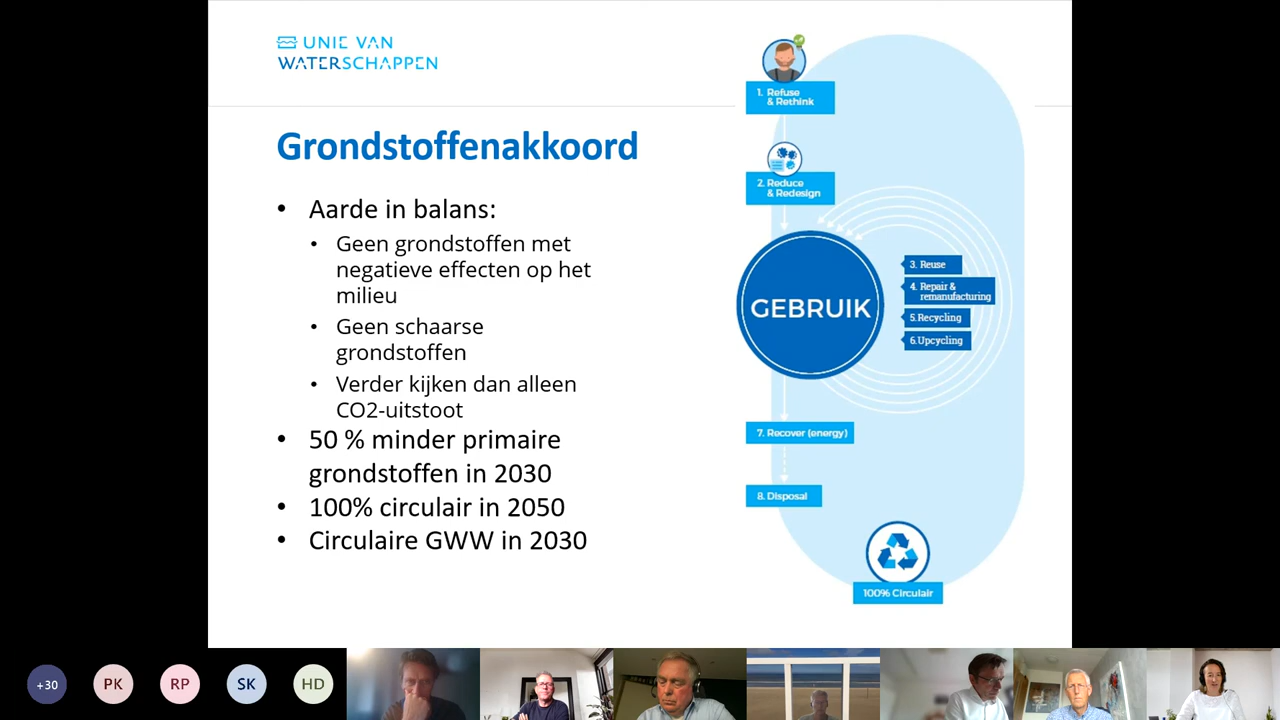 UNIE VAN
WATERSCHAPPEN
Grondstoffenakkoord
• Aarde in balans:
• Geen grondstoffen met
negatieve effecten op het
milieu
• Geen schaarse
grondstoffen
• Verder kijken dan alleen
CO2-uitstoot
• 50 % minder primaire
grondstoffen in 2030
• 100% circulair in 2050
• Circulaire GWW in 2030
1. Refuse
& Rethink
2. Reduce
& Redesign
GEBRUIK
3. Reuse
4. Repair &
remanufacturing
5.Recycling
6.Upcycling
7. Recover (energy)
8. Disposal
100% Circulair
+30
PK
RP
SK
HD